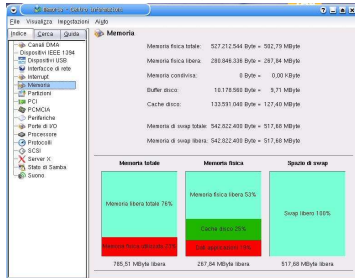 File Visualizza Impostazioni Aiuto
Indice Cerca Guida
Memoria
Canali DMA
Dispositivi IEEE 1394
Dispositivi USB
Interfacce di rete
Interrupt
Memoria
Partizioni
PCI
PCMCIA
Periferiche
Porte di I/O
Processore
Protocolli
SCSI
Server X
Stato di Samba
Suono
Memoria fisica totale: 527.212.544 Byte = 502,79 MByte
Memoria fisica libera: 280.846.336 Byte = 267,84 MByte
Memoria condivisa: 0 Byte = 0,00 KByte
Buffer disco: 10.178.560 Byte = 9,71 MByte
Cache disco: 133.591.040 Byte = 127,40 MByte
Memoria di swap totale: 542.822.400 Byte = 517,68 MByte
Memoria di swap libera: 542.822.400 Byte = 517,68 MByte
Memoria totale Memoria fisica Spazio di swap
Memoria libera totale 76%
Memoria fisica libera 53%
Swap libero 100%
Cache disco 25%
785,51 MByte libera 267,84 MByte libera 517,68 MByte libera